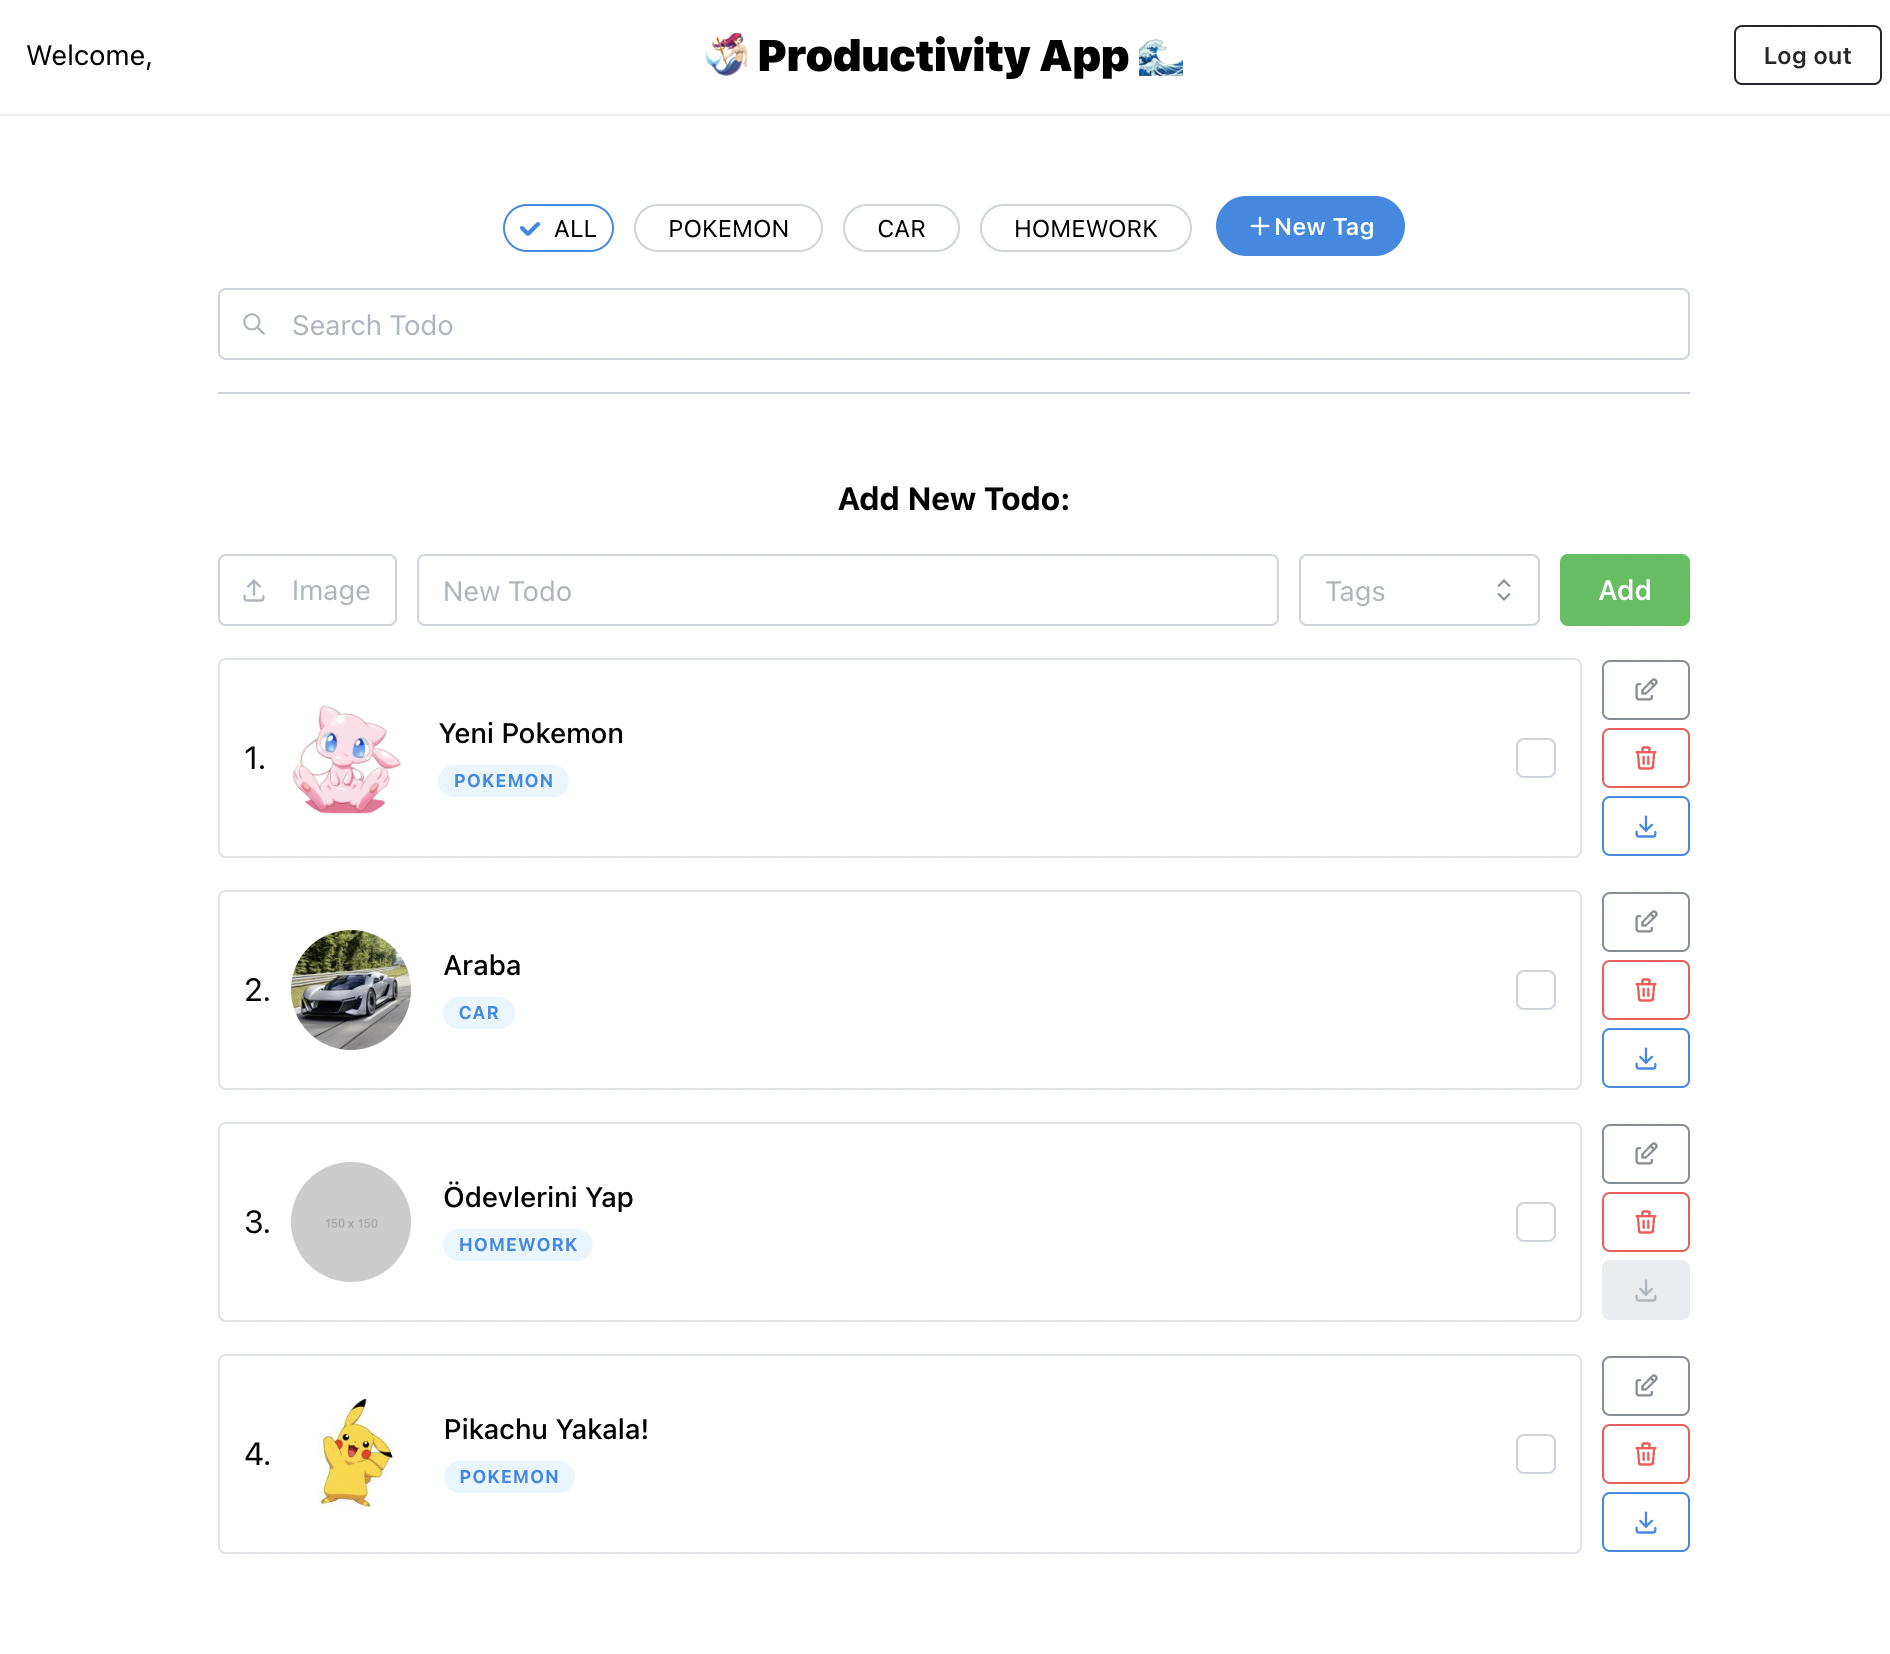 Welcome,
🧜‍♀️ Productivity App 🌊
Log out
ALL
POKEMON
CAR
HOMEWORK
+New Tag
Search Todo
Add New Todo:
Image
New Todo
Tags
Add
1.
Yeni Pokemon
POKEMON
2.
Araba
CAR
3.
150 x 150
Ödevlerini Yap
HOMEWORK
4.
Pikachu Yakala!
POKEMON